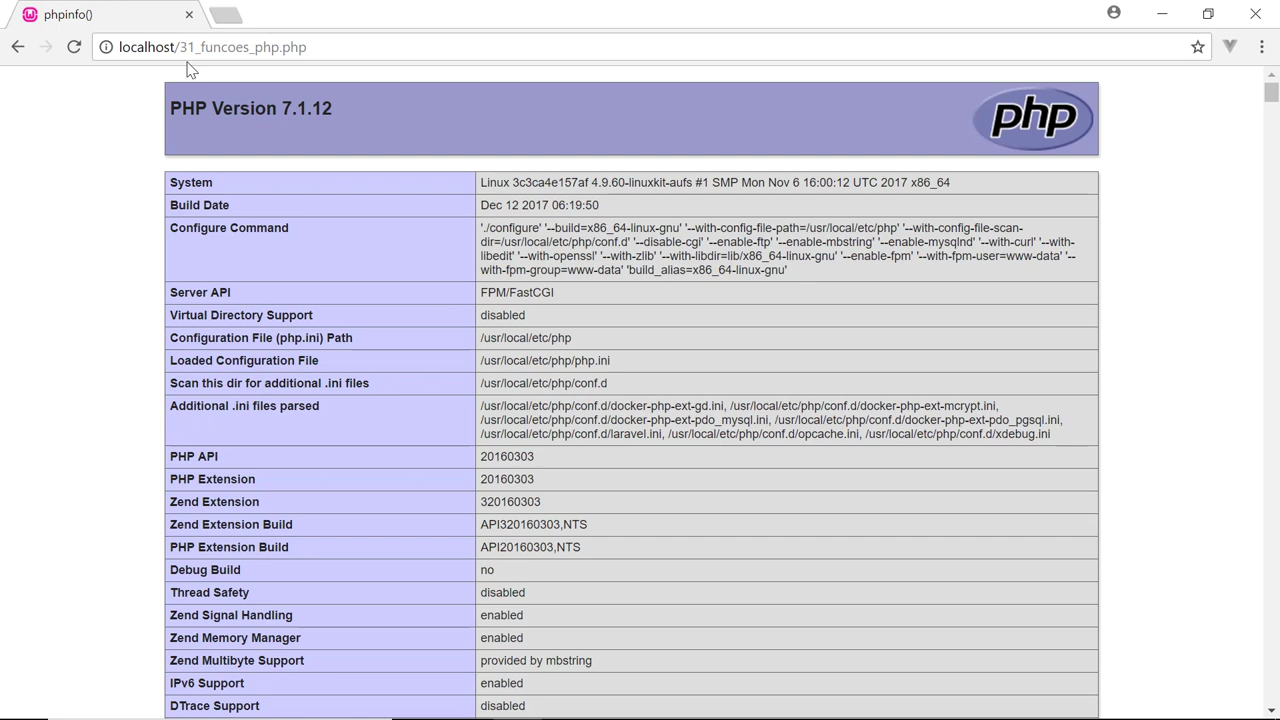 phpinfo()
localhost/31_funcoes_php.php
PHP Version 7.1.12
php
System Linux 3c3ca4e157af 4.9.60-linuxkit-aufs #1 SMP Mon Nov 6 16:00:12 UTC 2017 x86_64
Build Date Dec 12 2017 06:19:50
Configure Command './configure' '--build=x86_64-linux-gnu' '--with-config-file-path=/usr/local/etc/php' '--with-config-file-scan-
dir=/usr/local/etc/php/conf.d' '--disable-cgi' '--enable-ftp' '--enable-mbstring' '--enable-mysqlnd' '--with-curl' '--with-
libedit' '--with-openssl' '--with-zlib' '--with-libdir=lib/x86_64-linux-gnu' '--enable-fpm' '--with-fpm-user=www-data' '--
with-fpm-group=www-data' 'build_alias=x86_64-linux-gnu'
Server API FPM/FastCGI
Virtual Directory Support disabled
Configuration File (php.ini) Path /usr/local/etc/php
Loaded Configuration File /usr/local/etc/php/php.ini
Scan this dir for additional .ini files /usr/local/etc/php/conf.d
Additional .ini files parsed /usr/local/etc/php/conf.d/docker-php-ext-gd.ini, /usr/local/etc/php/conf.d/docker-php-ext-mcrypt.ini,
/usr/local/etc/php/conf.d/docker-php-ext-pdo_mysql.ini, /usr/local/etc/php/conf.d/docker-php-ext-pdo_pgsql.ini,
/usr/local/etc/php/conf.d/laravel.ini, /usr/local/etc/php/conf.d/opcache.ini, /usr/local/etc/php/conf.d/xdebug.ini
PHP API 20160303
PHP Extension 20160303
Zend Extension 320160303
Zend Extension Build API320160303,NTS
PHP Extension Build API20160303,NTS
Debug Build no
Thread Safety disabled
Zend Signal Handling enabled
Zend Memory Manager enabled
Zend Multibyte Support provided by mbstring
IPv6 Support enabled
DTrace Support disabled